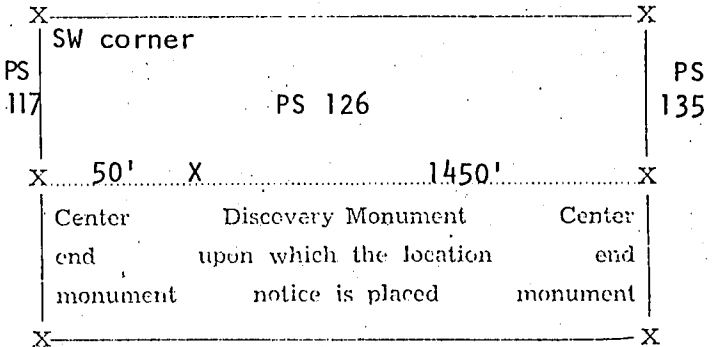 X X
SW corner
PS 117
PS 126
PS 135
X 50' X 1450' X
Center Discovery Monument Center
end upon which the location end
monument notice is placed monument
X X